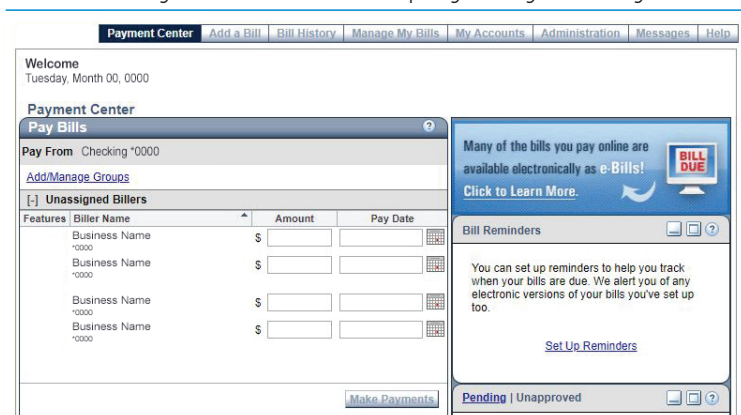 Payment Center Add a Bill Bill History Manage My Bills My Accounts Administration Messages Help
Welcome
Tuesday, Month 00, 0000
Payment Center
Pay Bills ?
Pay From Checking *0000
Add/Manage Groups
[-] Unassigned Billers
Features Biller Name Amount Pay Date
Business Name $
*0000
Business Name $
*0000
Business Name $
*0000
Business Name $
*0000
Make Payments
Many of the bills you pay online are
available electronically as e-Bills!
Click to Learn More.
BILL
DUE
Bill Reminders ?
You can set up reminders to help you track
when your bills are due. We alert you of any
electronic versions of your bills you've set up
too.
Set Up Reminders
Pending | Unapproved ?